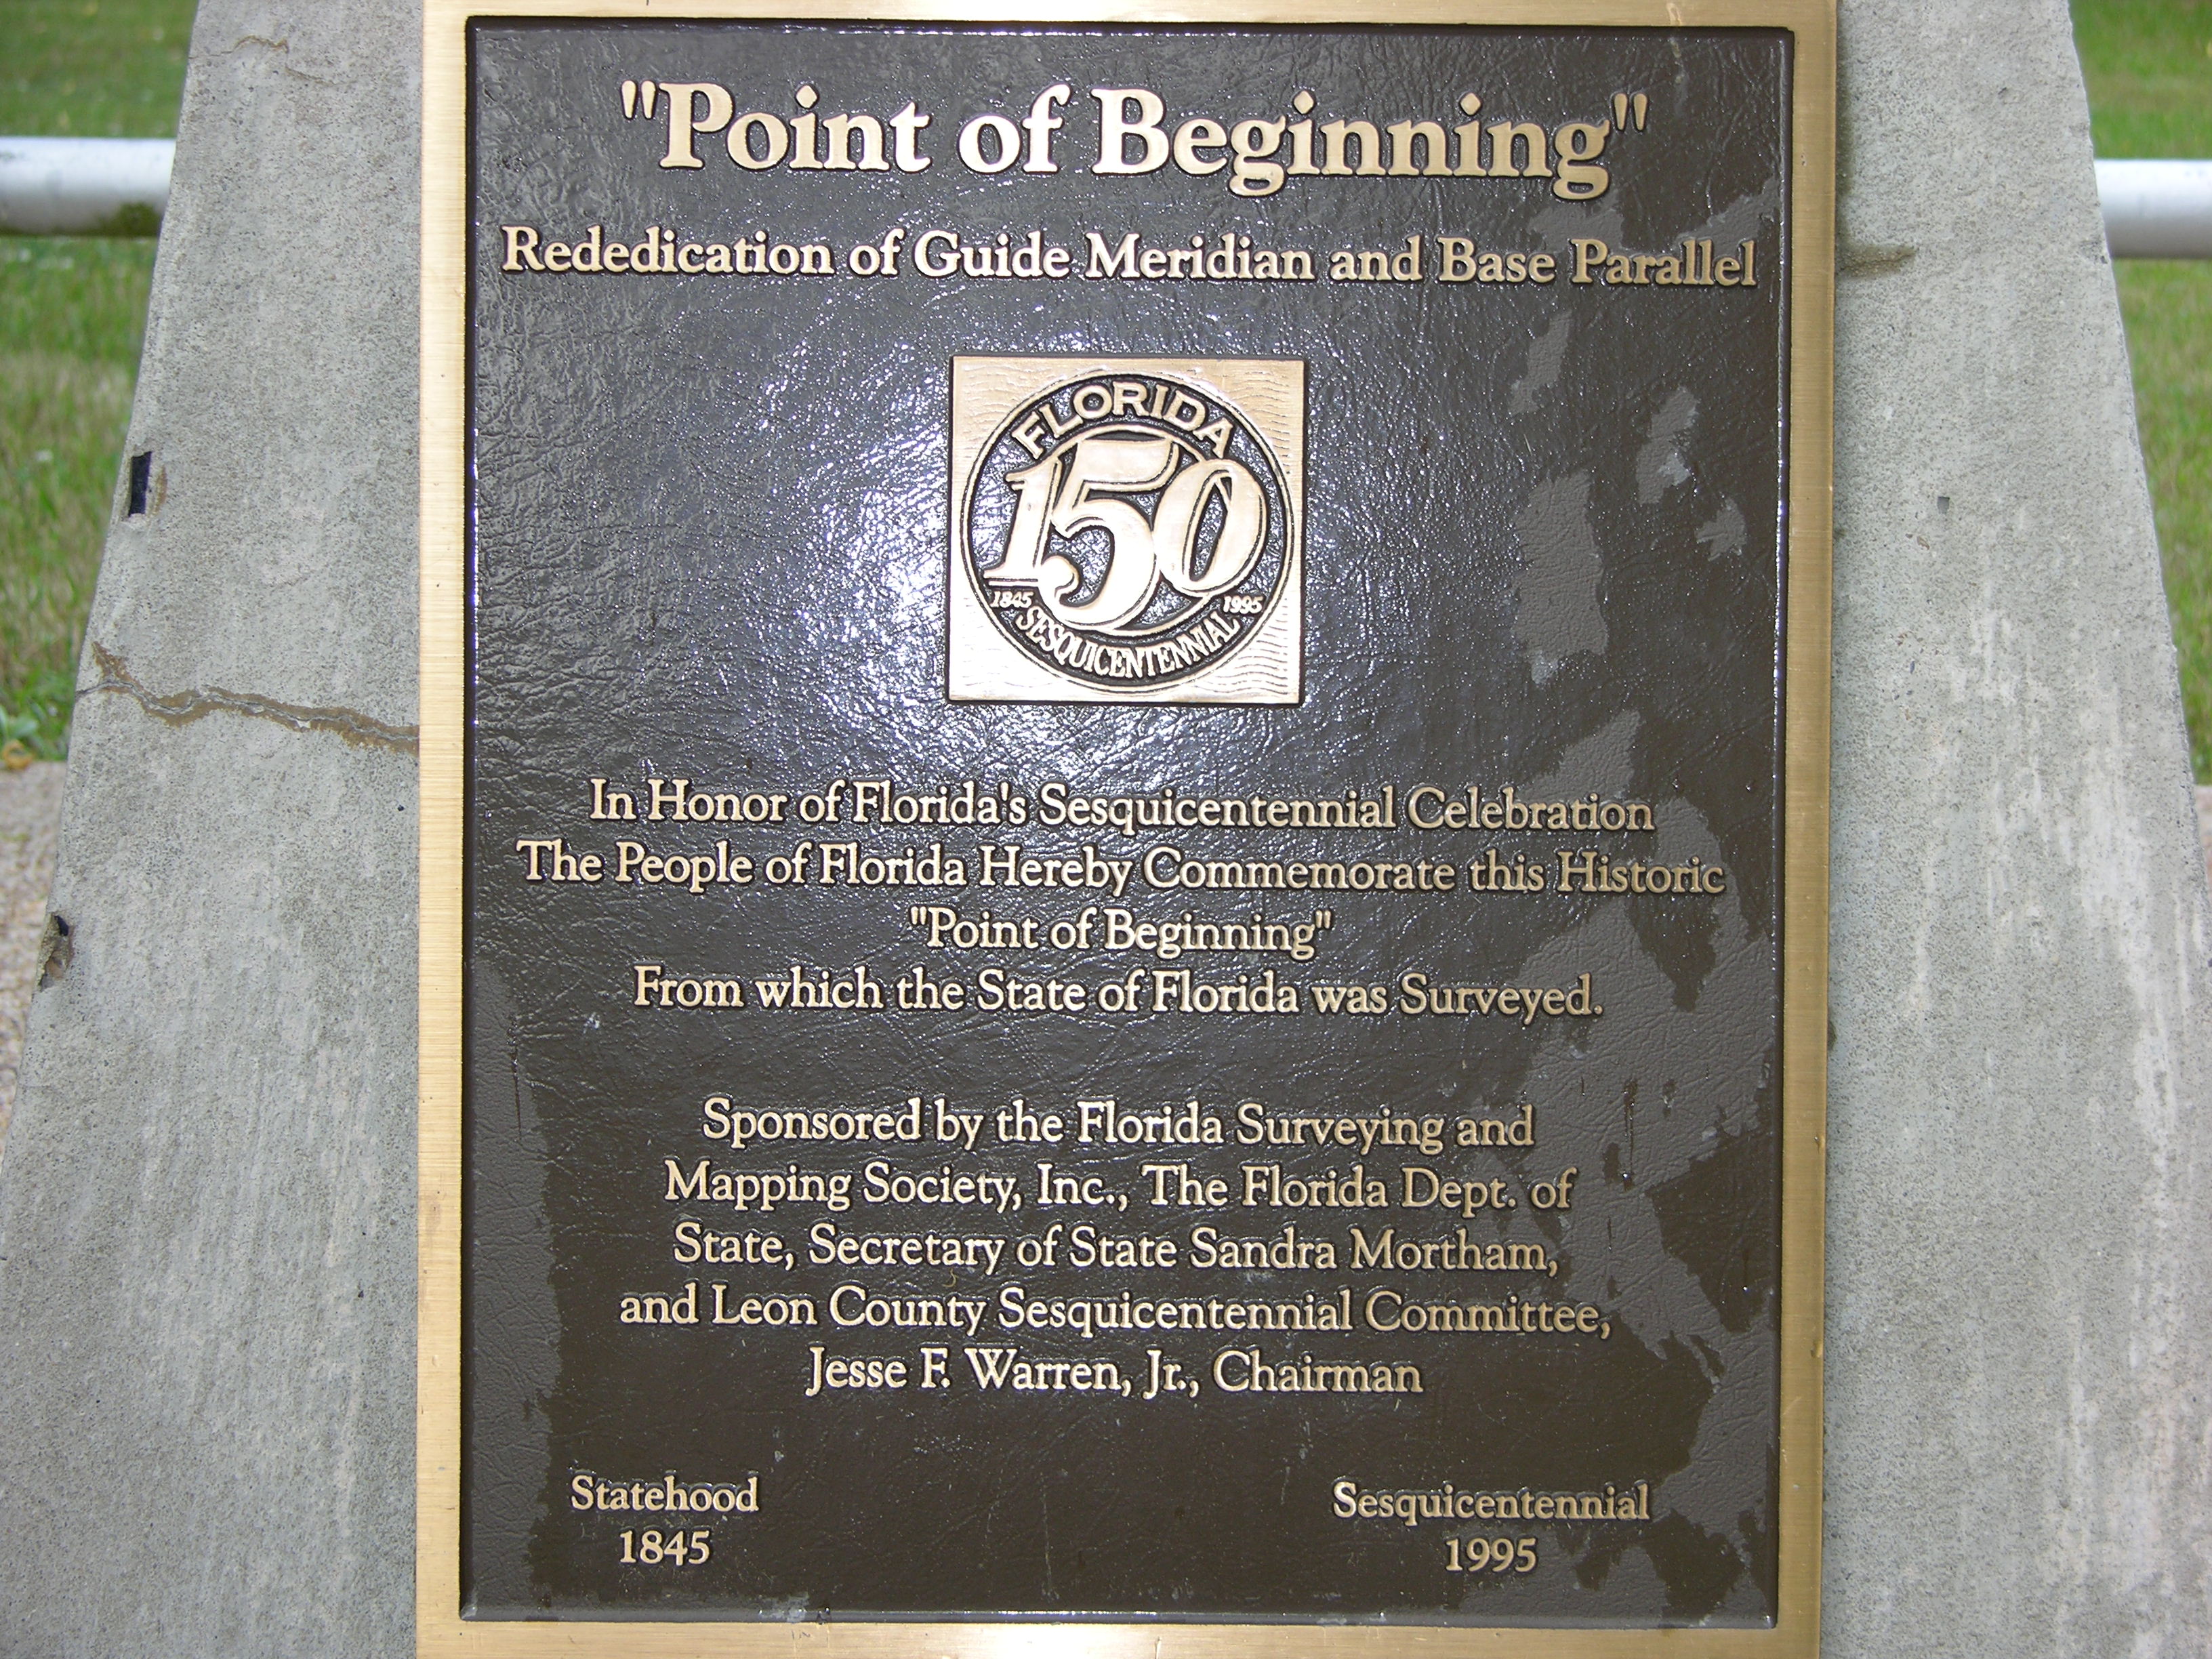 "Point of Beginning"
Rededication of Guide Meridian and Base Parallel
FLORIDA
150
1845 1995
SESQUICENTENNIAL
In Honor of Florida's Sesquicentennial Celebration
The People of Florida Hereby Commemorate this Historic
"Point of Beginning"
From which the State of Florida was Surveyed.
Sponsored by the Florida Surveying and
Mapping Society, Inc., The Florida Dept. of
State, Secretary of State Sandra Mortham,
and Leon County Sesquicentennial Committee,
Jesse F. Warren, Jr., Chairman
Statehood Sesquicentennial
1845 1995